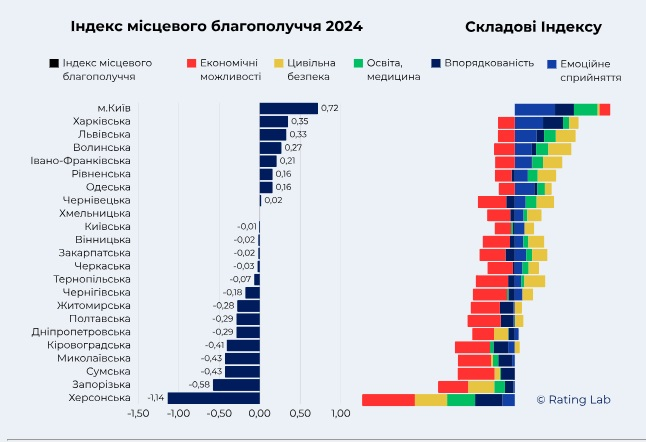 Індекс місцевого благополуччя 2024
Складові Індексу
Індекс місцевого
благополуччя
Економічні
можливості
Цивільна
безпека
Освіта,
медицина
Впорядкованість
Емоційне
сприйняття
м.Київ 0,72
Харківська 0,35
Львівська 0,33
Волинська 0,27
Івано-Франківська 0,21
Рівненська 0,16
Одеська 0,16
Чернівецька 0,02
Хмельницька
Київська -0,01
Вінницька -0,02
Закарпатська -0,02
Черкаська -0,03
Тернопільська -0,07
Чернігівська -0,18
Житомирська -0,28
Полтавська -0,29
Дніпропетровська -0,29
Кіровоградська -0,41
Миколаївська -0,43
Сумська -0,43
Запорізька -0,58
Херсонська -1,14
© Rating Lab
-1,50 -1,00 -0,50 0,00 0,50 1,00